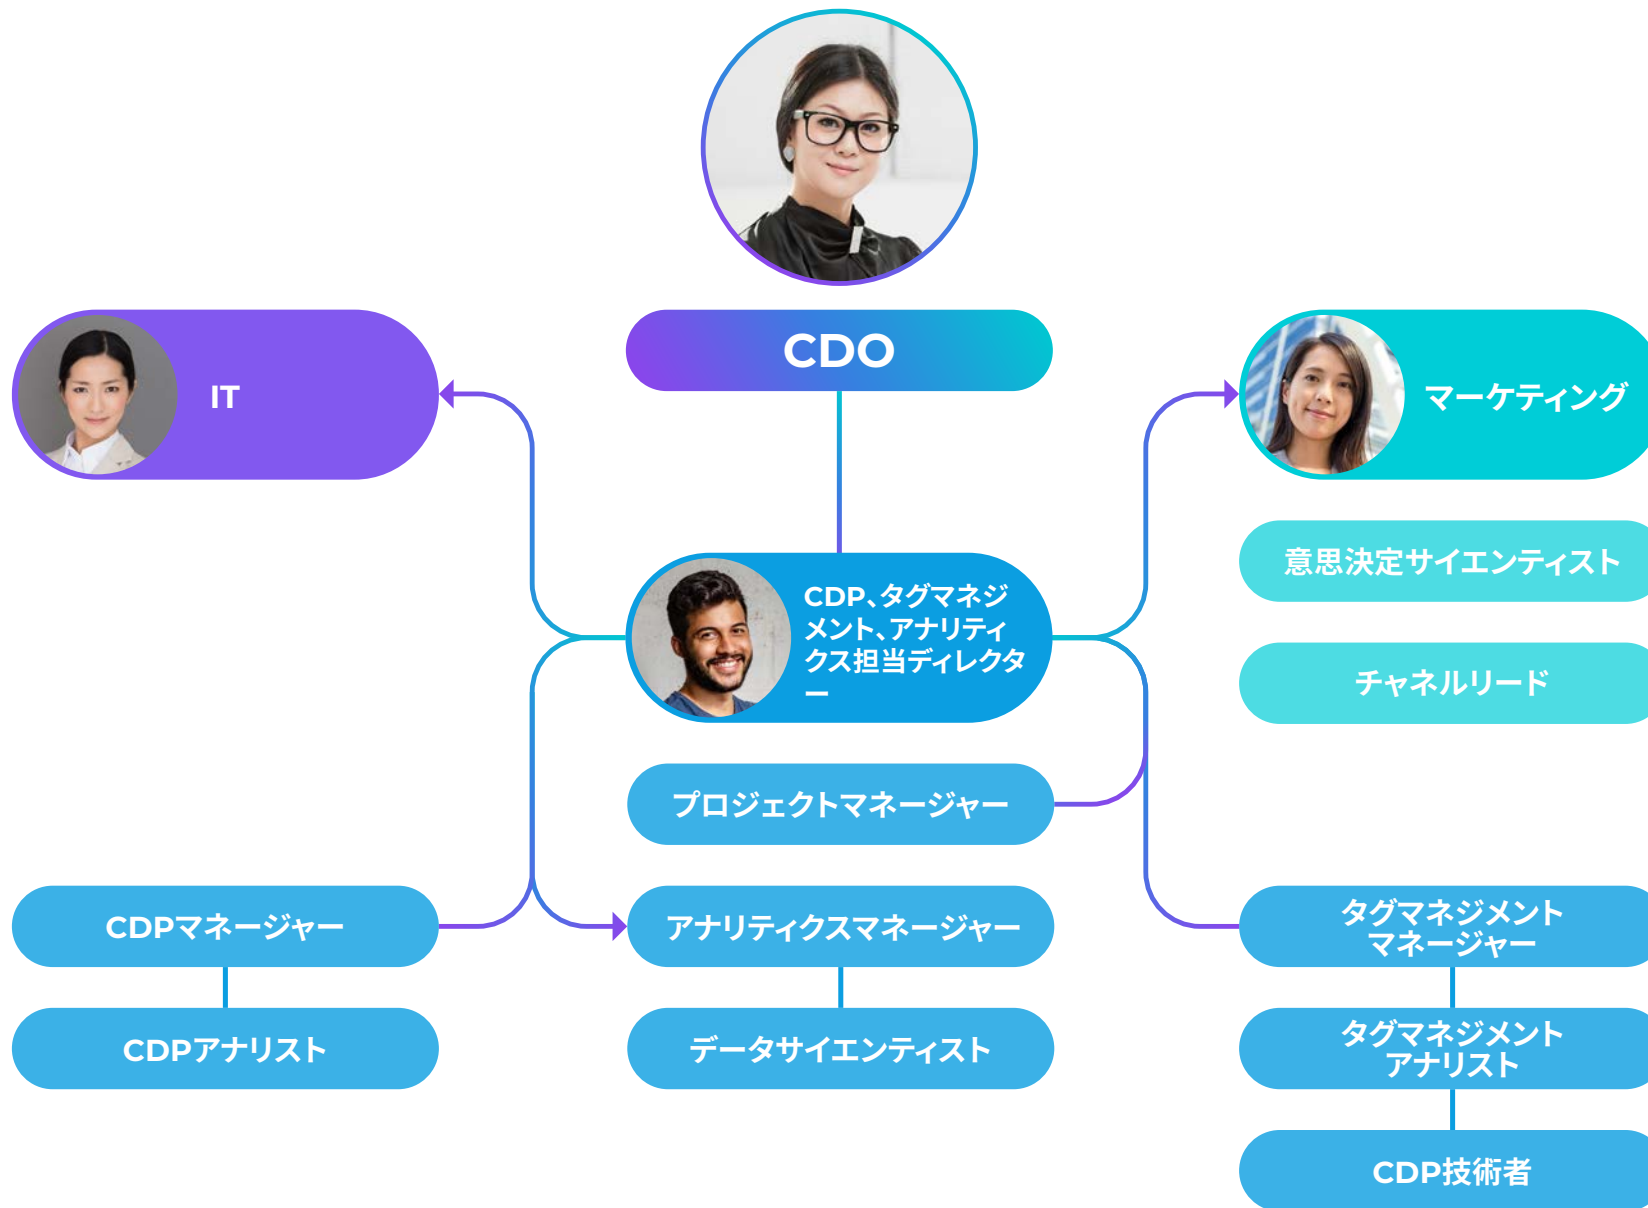 CDO
IT
マーケティング
CDP、タグマネジ
メント、アナリティ
クス担当ディレクタ
ー
意思決定サイエンティスト
チャネルリード
プロジェクトマネージャー
CDPマネージャー
アナリティクスマネージャー
タグマネジメント
マネージャー
CDPアナリスト
データサイエンティスト
タグマネジメント
アナリスト
CDP技術者